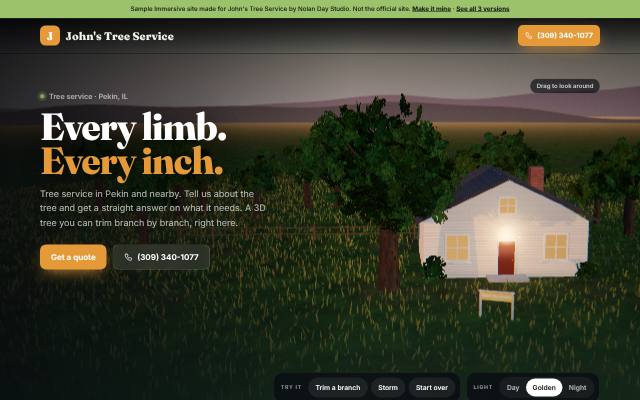 Sample Immersive site made for John's Tree Service by Nolan Day Studio. Not the official site. Make it mine · See all 3 versions
J John's Tree Service
(309) 340-1077
Drag to look around
Tree service · Pekin, IL
Every limb.
Every inch.
Tree service in Pekin and nearby. Tell us about the
tree and get a straight answer on what it needs. A 3D
tree you can trim branch by branch, right here.
Get a quote
(309) 340-1077
TRY IT Trim a branch Storm Start over
LIGHT Day Golden Night